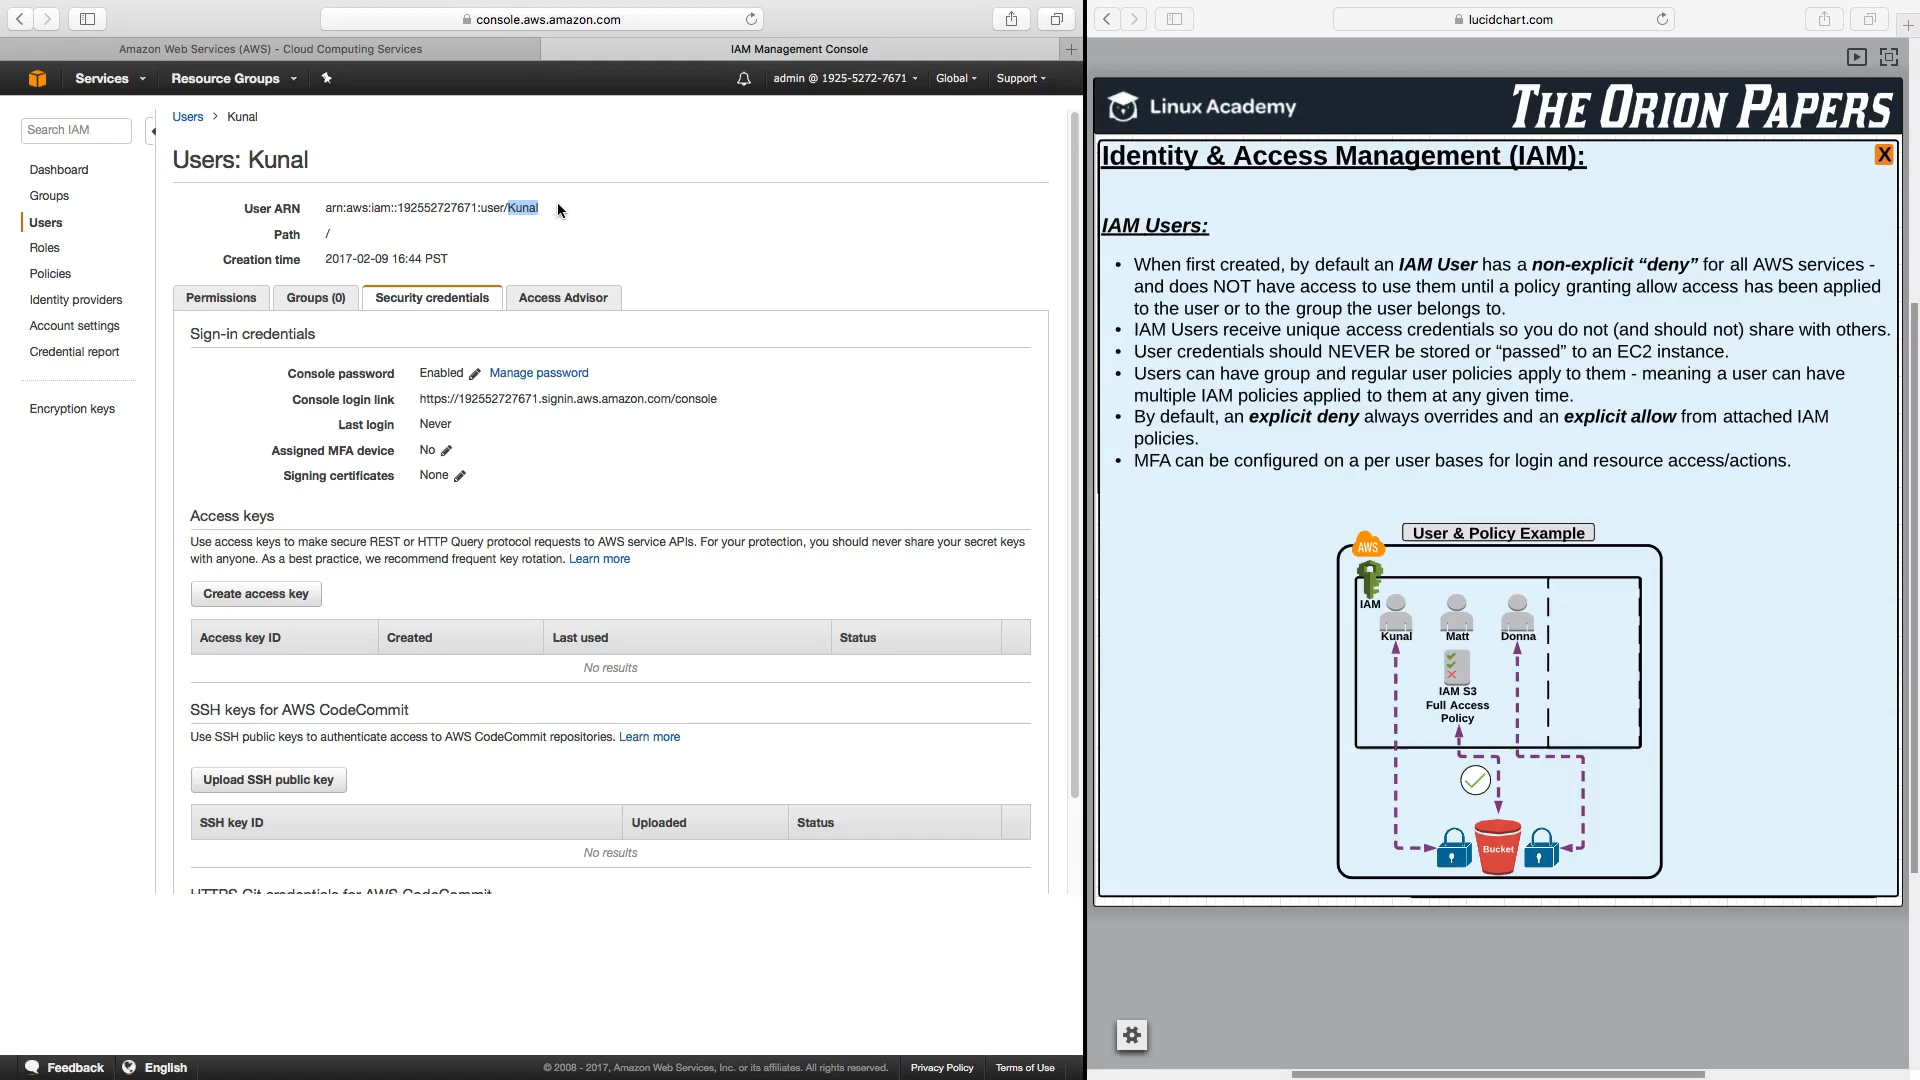 console.aws.amazon.com
Amazon Web Services (AWS) - Cloud Computing Services
IAM Management Console
Services
Resource Groups
admin @ 1925-5272-7671
Global
Support
Search IAM
Dashboard
Groups
Users
Roles
Policies
Identity providers
Account settings
Credential report
Encryption keys
Users > Kunal
Users: Kunal
User ARN arn:aws:iam::192552727671:user/Kunal
Path /
Creation time 2017-02-09 16:44 PST
Permissions
Groups (0)
Security credentials
Access Advisor
Sign-in credentials
Console password Enabled Manage password
Console login link https://192552727671.signin.aws.amazon.com/console
Last login Never
Assigned MFA device No
Signing certificates None
Access keys
Use access keys to make secure REST or HTTP Query protocol requests to AWS service APIs. For your protection, you should never share your secret keys
with anyone. As a best practice, we recommend frequent key rotation. Learn more
Create access key
Access key ID Created Last used Status
No results
SSH keys for AWS CodeCommit
Use SSH public keys to authenticate access to AWS CodeCommit repositories. Learn more
Upload SSH public key
SSH key ID Uploaded Status
No results
HTTPS Git credentials for AWS CodeCommit
Feedback
English
© 2008 - 2017, Amazon Web Services, Inc. or its affiliates. All rights reserved.
Privacy Policy
Terms of Use
lucidchart.com
Linux Academy
THE ORION PAPERS
Identity & Access Management (IAM):
X
IAM Users:
• When first created, by default an IAM User has a non-explicit “deny” for all AWS services -
and does NOT have access to use them until a policy granting allow access has been applied
to the user or to the group the user belongs to.
• IAM Users receive unique access credentials so you do not (and should not) share with others.
• User credentials should NEVER be stored or “passed” to an EC2 instance.
• Users can have group and regular user policies apply to them - meaning a user can have
multiple IAM policies applied to them at any given time.
• By default, an explicit deny always overrides and an explicit allow from attached IAM
policies.
• MFA can be configured on a per user bases for login and resource access/actions.
User & Policy Example
AWS
IAM
Kunal
Matt
Donna
IAM S3
Full Access
Policy
Bucket